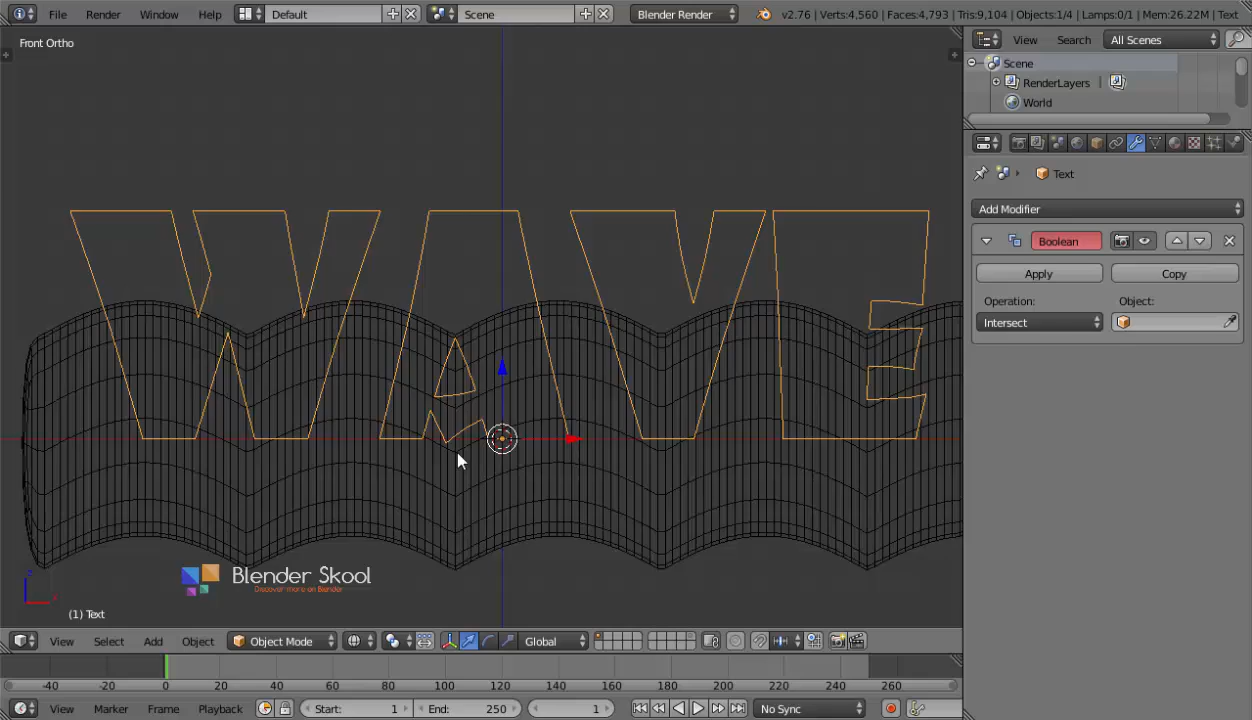 File Render Window Help Default Scene Blender Render v2.76 | Verts:4,560 | Faces:4,793 | Tris:9,104 | Objects:1/4 | Lamps:0/1 | Mem:26.22M | Text
Front Ortho
View Search All Scenes
Scene
RenderLayers
World
Text
Add Modifier
Boolean
Apply Copy
Operation: Object:
Intersect
WAVE
Blender Skool
Discover more on Blender
(1) Text
View Select Add Object Object Mode Global
-40 -20 0 20 40 60 80 100 120 140 160 180 200 220 240 260
View Marker Frame Playback Start: 1 End: 250 1 No Sync